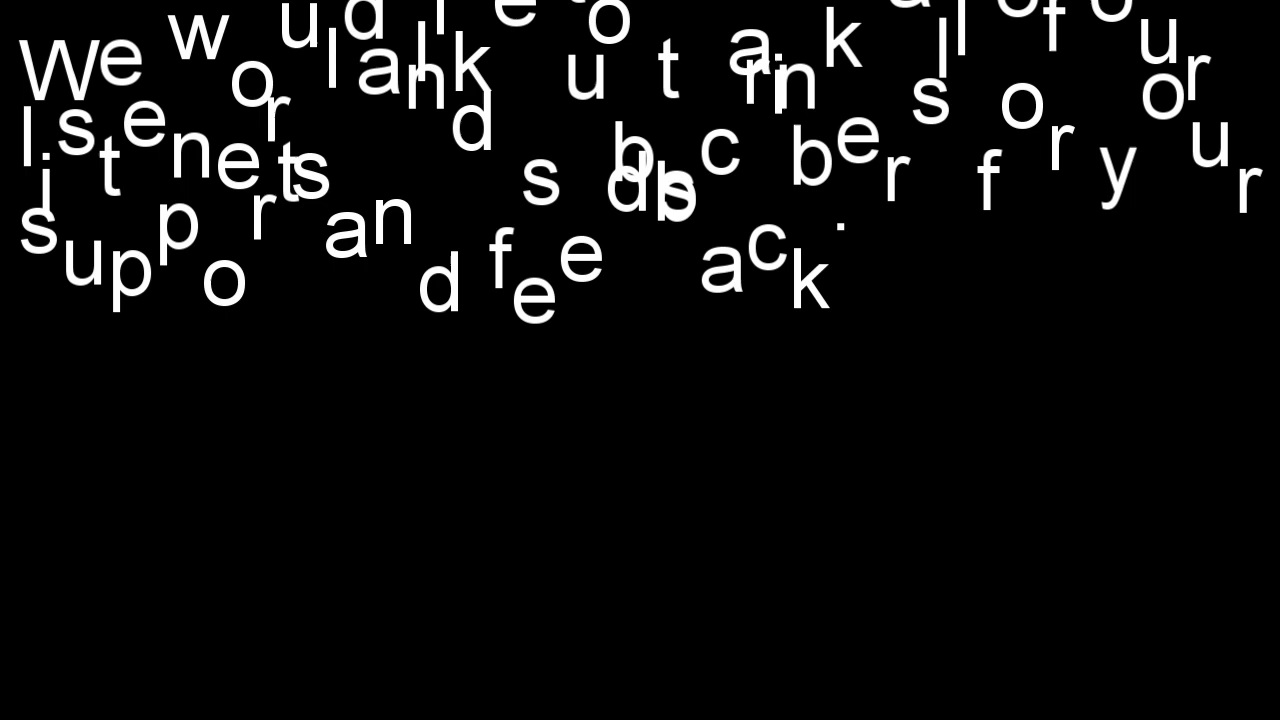 We would like to thank all of our
listeners and subscribers for your
support and feedback.